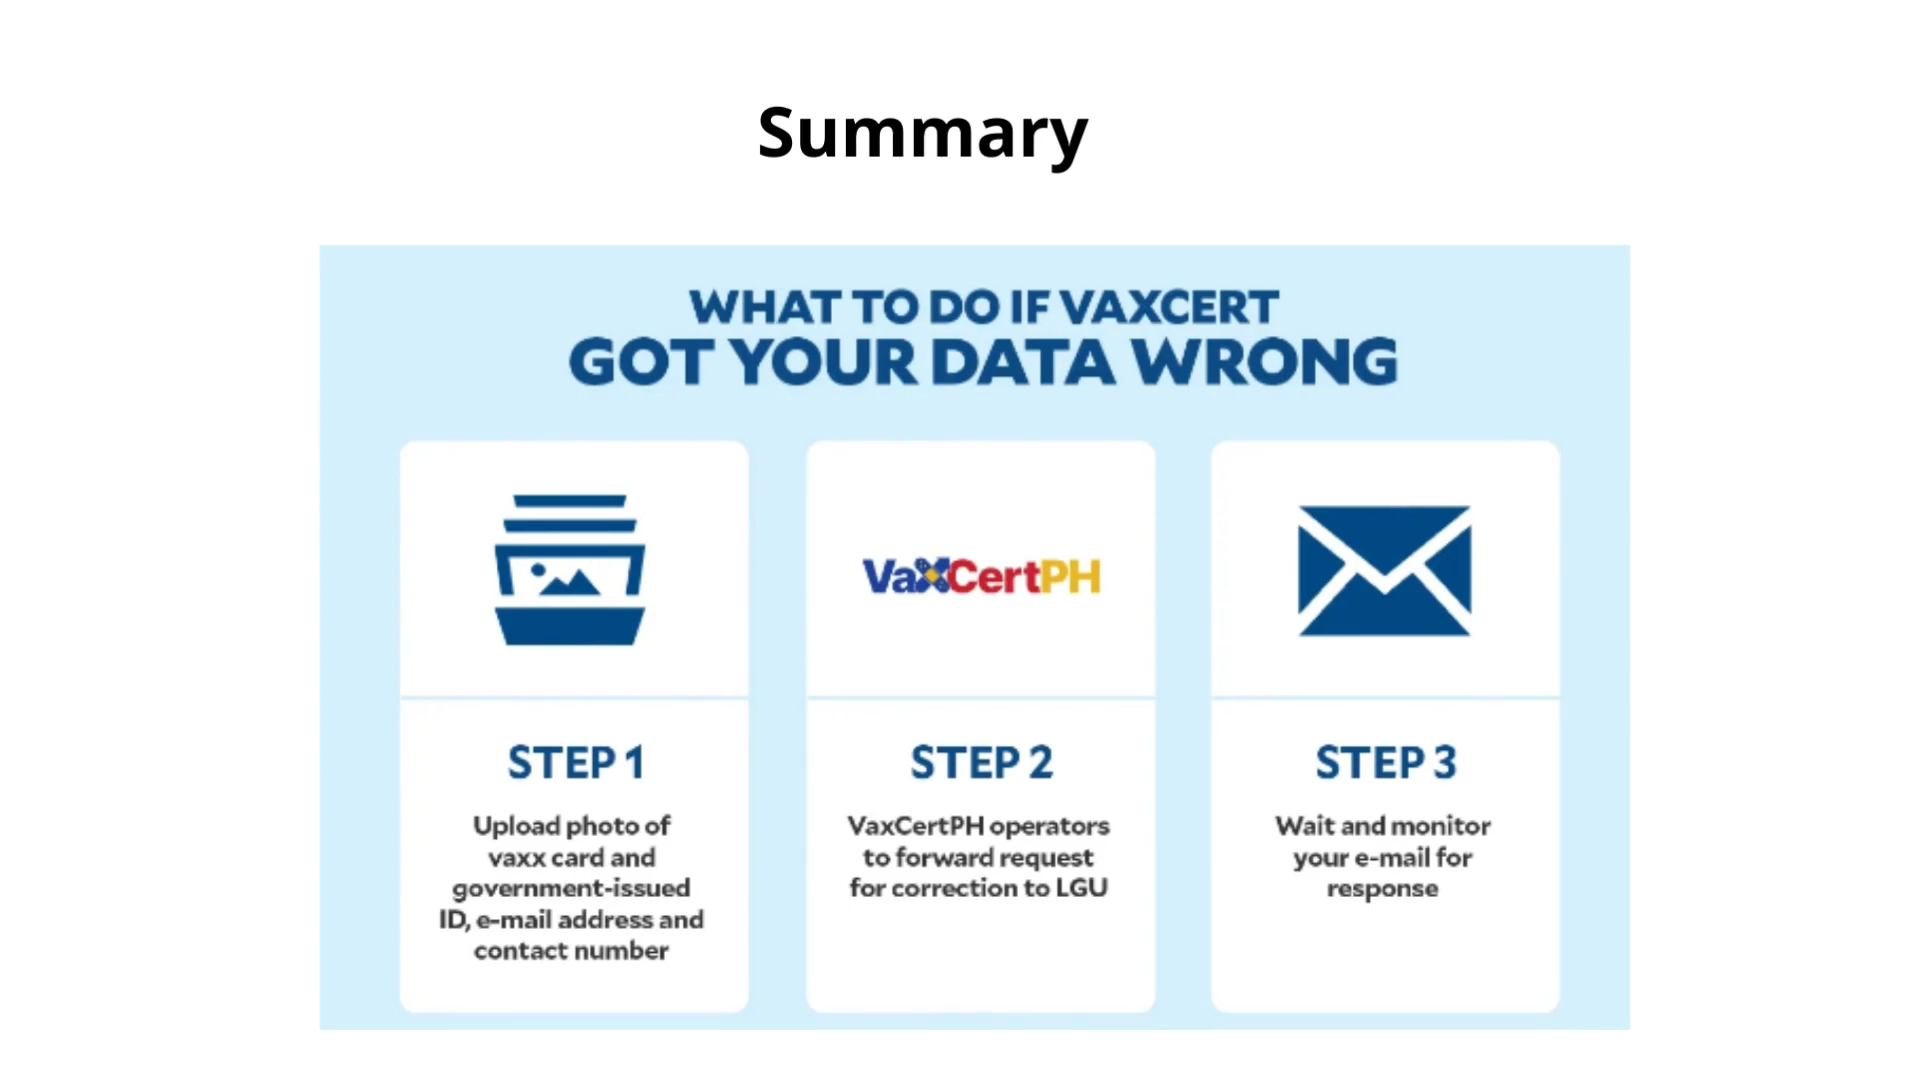 Summary
WHAT TO DO IF VAXCERT
GOT YOUR DATA WRONG
VaxCertPH
STEP 1
Upload photo of
vaxx card and
government-issued
ID, e-mail address and
contact number
STEP 2
VaxCertPH operators
to forward request
for correction to LGU
STEP 3
Wait and monitor
your e-mail for
response